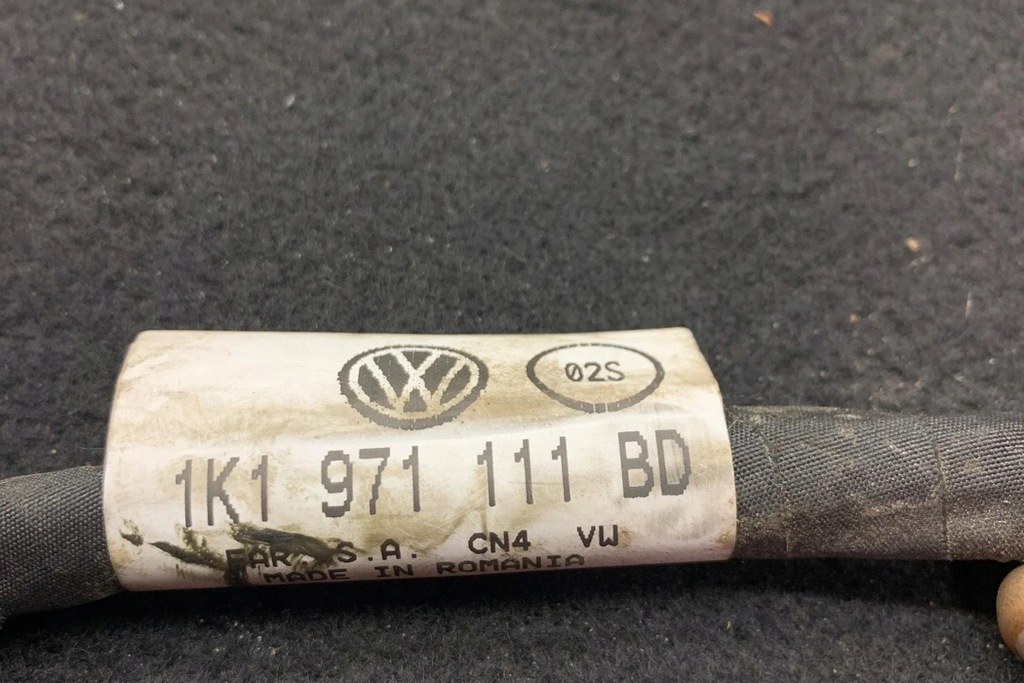 02S
1K1 971 111 BD
S.A. CN4 VW
MADE IN ROMANIA